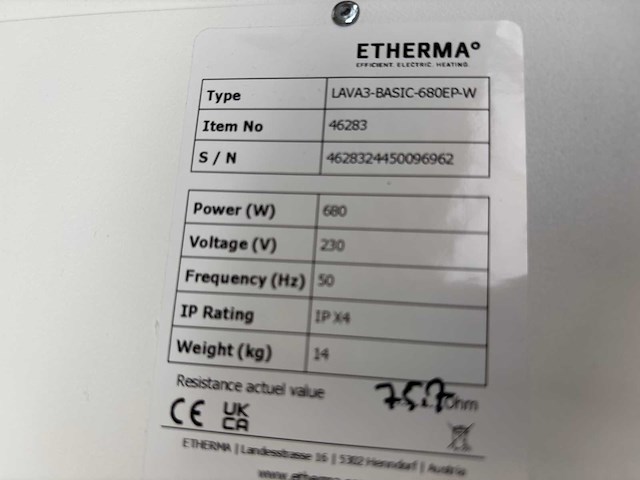 ETHERMA°
EFFICIENT. ELECTRIC. HEATING.
Type LAVA3-BASIC-680EP-W
Item No 46283
S / N 4628324450096962
Power (W) 680
Voltage (V) 230
Frequency (Hz) 50
IP Rating IP X4
Weight (kg) 14
Resistance actuel value 75.7 Ohm
CE UK CA
ETHERMA | Landesstrasse 16 | 5302 Henndorf | Austria